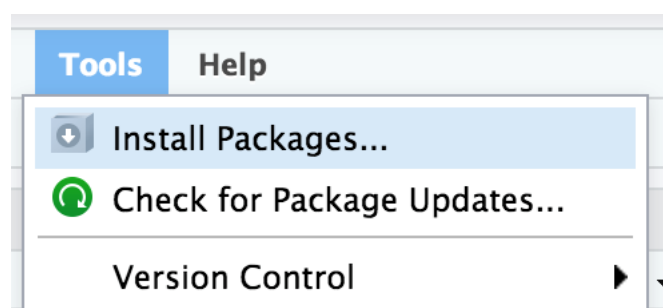 Tools Help
Install Packages...
Check for Package Updates...
Version Control